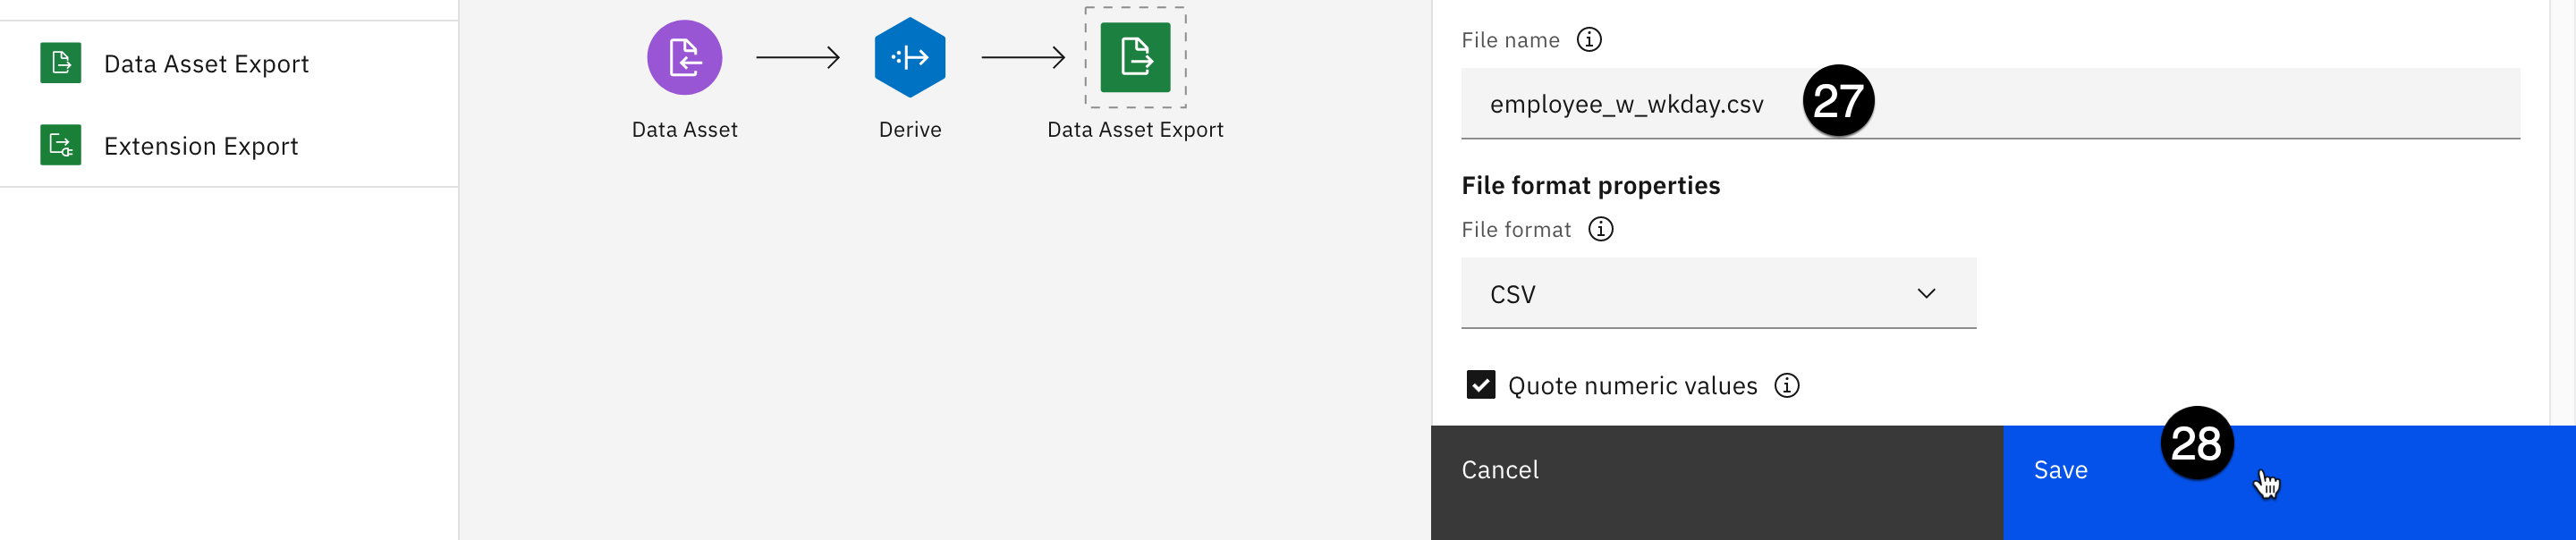 Data Asset Export
Extension Export
Data Asset
Derive
Data Asset Export
File name
employee_w_wkday.csv
27
File format properties
File format
CSV
Quote numeric values
Cancel
Save
28